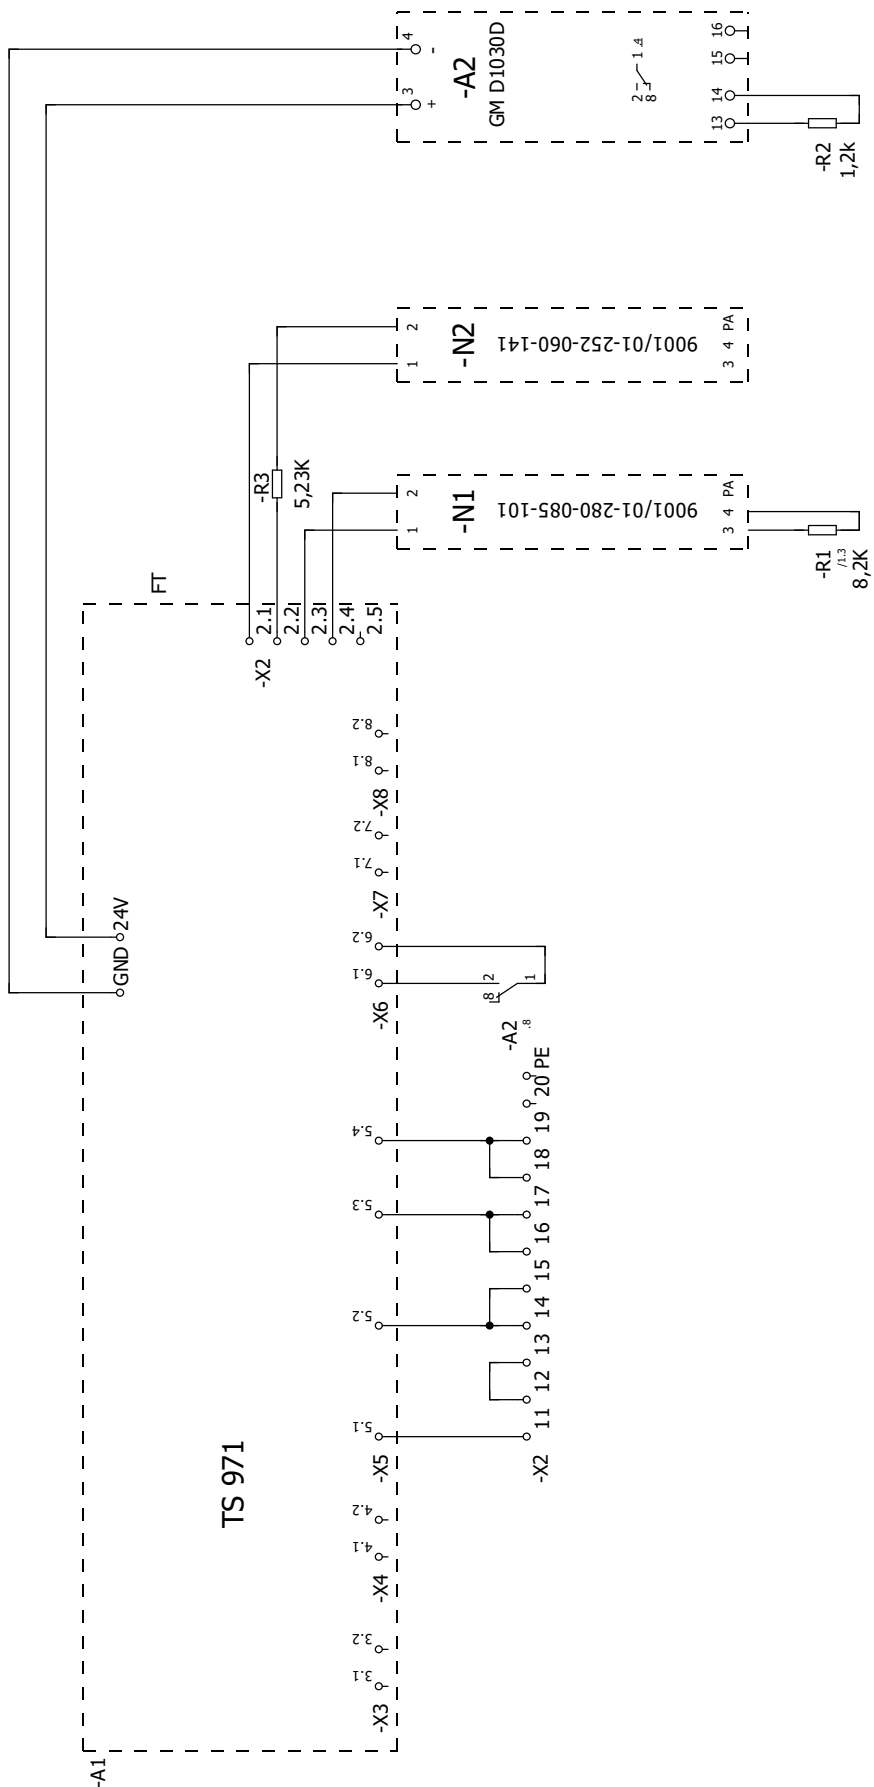 -A1
TS 971
GND
24V
FT
-X3
3.1
3.2
-X4
4.1
4.2
-X5
5.1
5.2
5.3
5.4
-X6
6.1
6.2
-X7
7.1
7.2
-X8
8.1
8.2
-X2
2.1
2.2
2.3
2.4
2.5
-R3
5,23K
-X2
11
12
13
14
15
16
17
18
19
20
PE
-A2
.8
8
2
1
-N1
9001/01-280-085-101
1
2
3
4
PA
-R1
/1.3
8,2K
-N2
9001/01-252-060-141
1
2
3
4
PA
-A2
GM D1030D
3
+
4
-
2
8
1
.4
13
14
15
16
-R2
1,2k